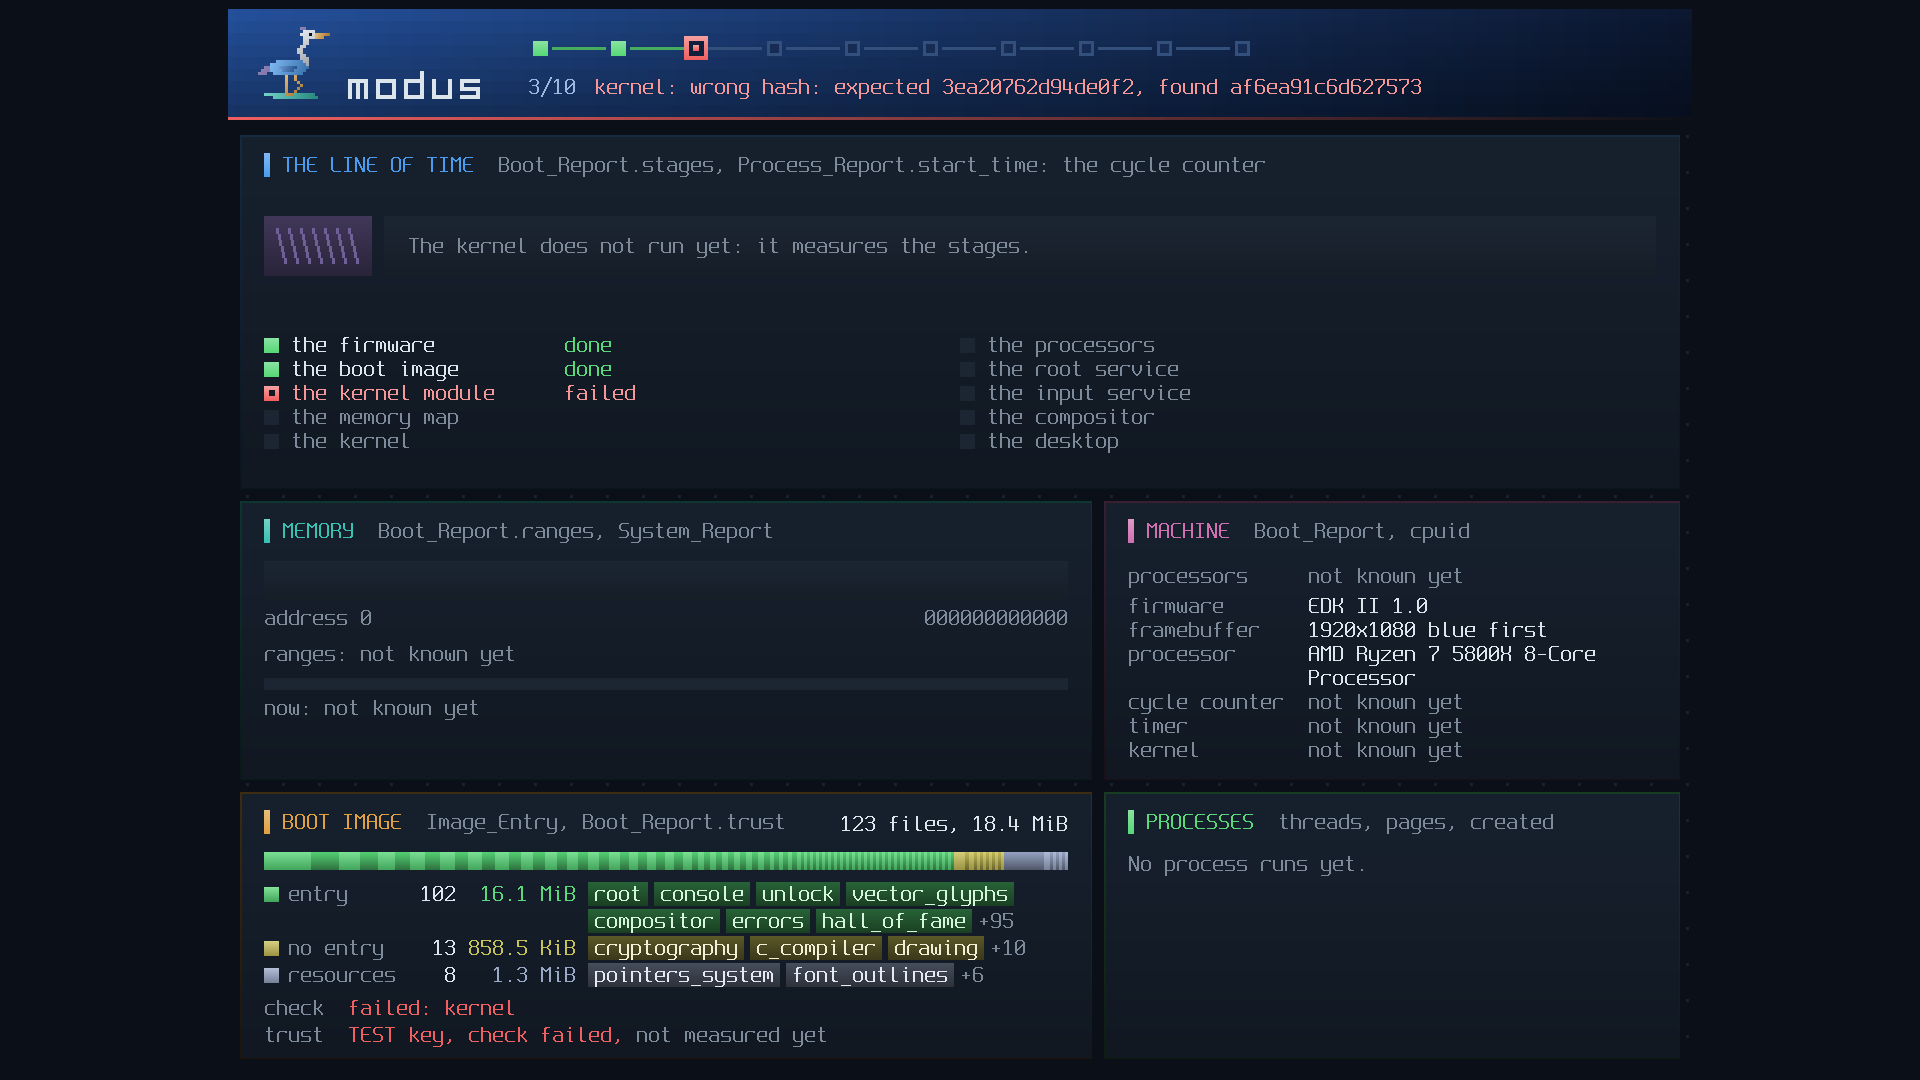 modus
3/10 kernel: wrong hash: expected 3ea20762d94de0f2, found af6ea91c6d627573
THE LINE OF TIME Boot_Report.stages, Process_Report.start_time: the cycle counter
The kernel does not run yet: it measures the stages.
the firmware done
the boot image done
the kernel module failed
the memory map
the kernel
the processors
the root service
the input service
the compositor
the desktop
MEMORY Boot_Report.ranges, System_Report
address 0 000000000000
ranges: not known yet
now: not known yet
MACHINE Boot_Report, cpuid
processors not known yet
firmware EDK II 1.0
framebuffer 1920x1080 blue first
processor AMD Ryzen 7 5800X 8-Core
Processor
cycle counter not known yet
timer not known yet
kernel not known yet
BOOT IMAGE Image_Entry, Boot_Report.trust 123 files, 18.4 MiB
entry 102 16.1 MiB root console unlock vector_glyphs
compositor errors hall_of_fame +95
no entry 13 858.5 KiB cryptography c_compiler drawing +10
resources 8 1.3 MiB pointers_system font_outlines +6
check failed: kernel
trust TEST key, check failed, not measured yet
PROCESSES threads, pages, created
No process runs yet.